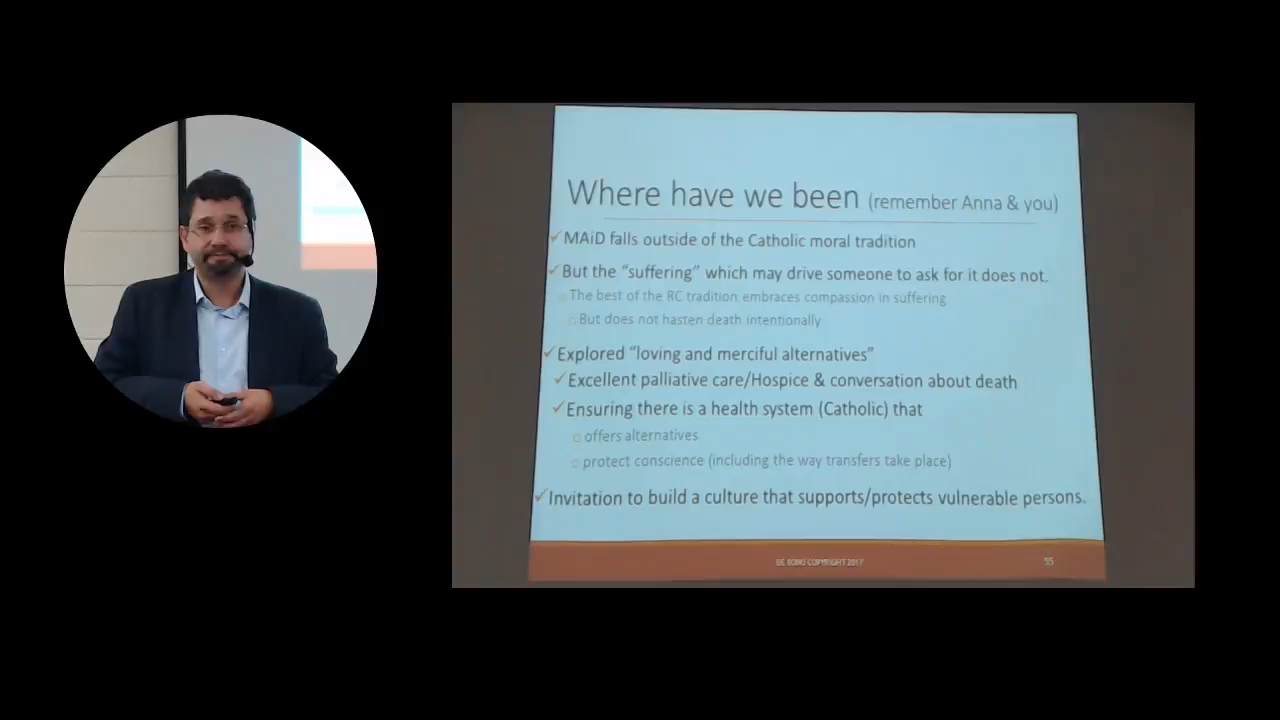 Where have we been (remember Anna & you)
MAiD falls outside of the Catholic moral tradition
But the “suffering” which may drive someone to ask for it does not.
The best of the RC tradition embraces compassion in suffering
But does not hasten death intentionally
Explored “loving and merciful alternatives”
Excellent palliative care/Hospice & conversation about death
Ensuring there is a health system (Catholic) that
offers alternatives
protect conscience (including the way transfers take place)
Invitation to build a culture that supports/protects vulnerable persons.
COPYRIGHT 2017
55